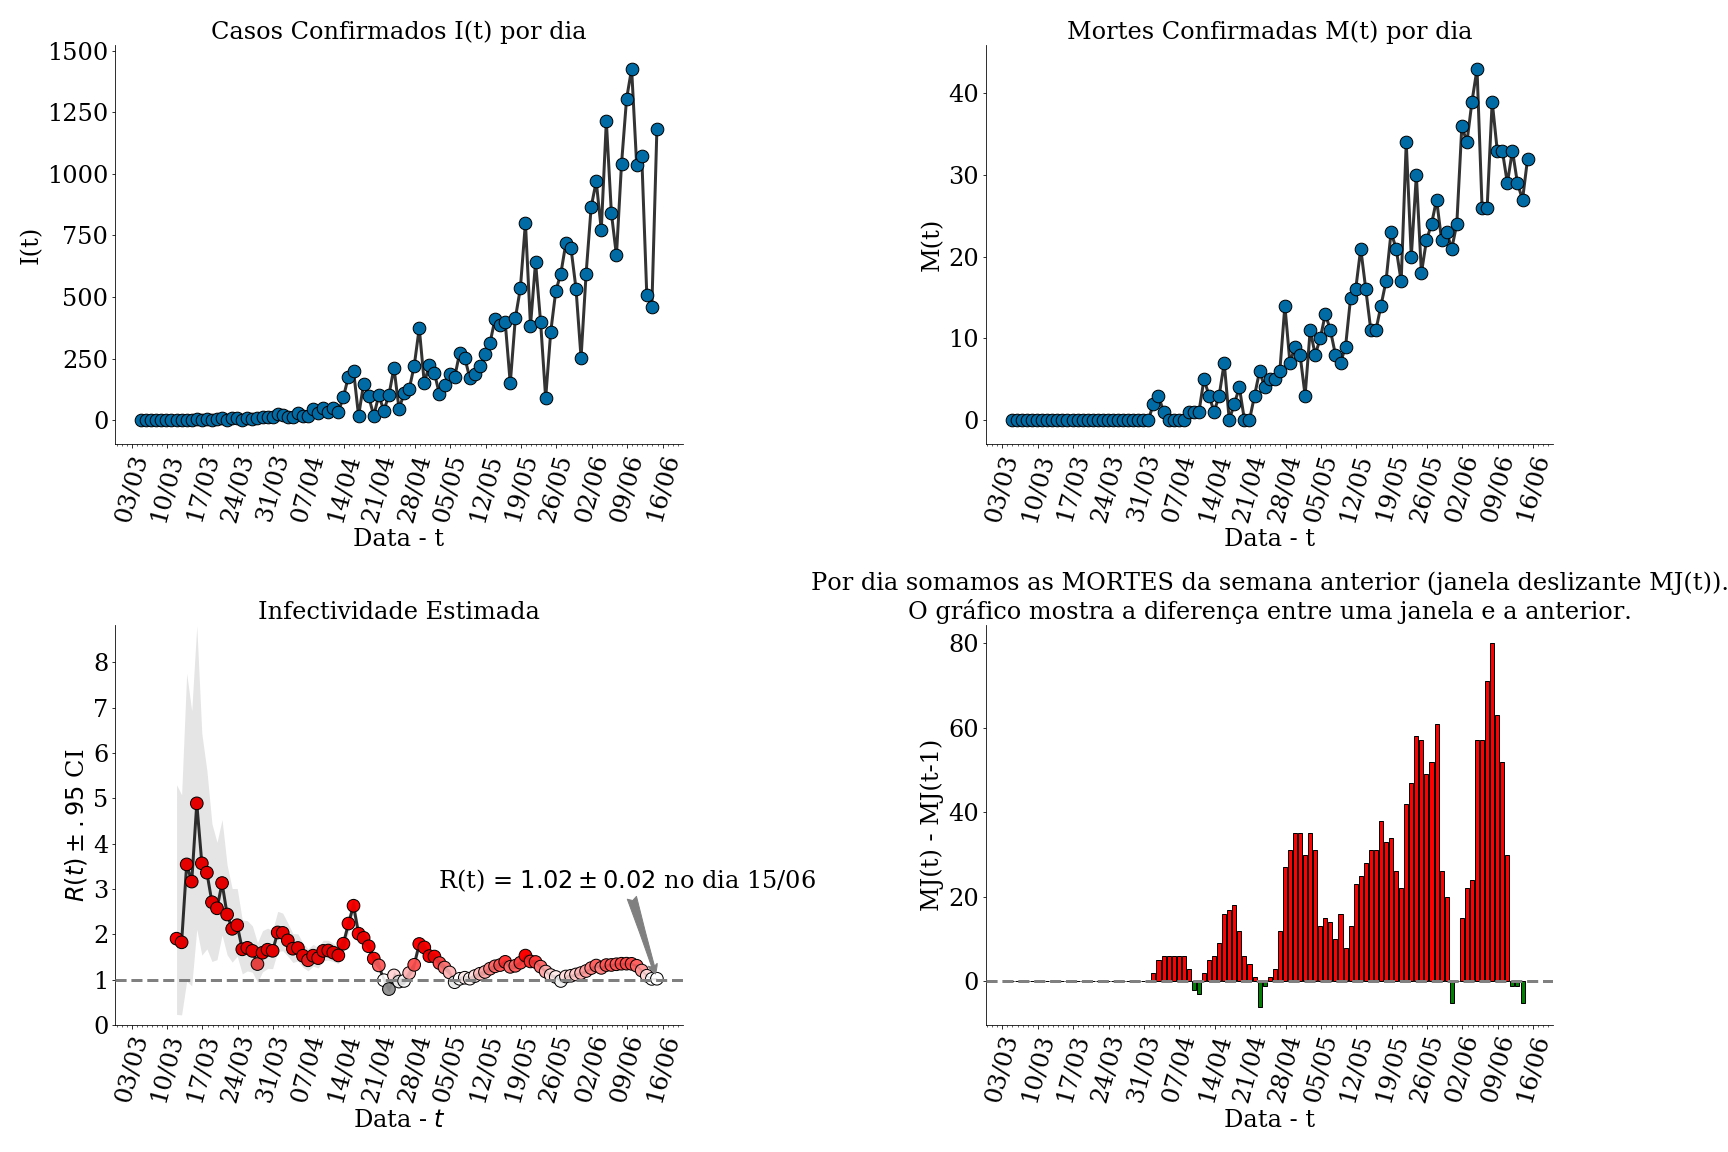 Casos Confirmados I(t) por dia
I(t)
1500
1250
1000
750
500
250
0
03/03 10/03 17/03 24/03 31/03 07/04 14/04 21/04 28/04 05/05 12/05 19/05 26/05 02/06 09/06 16/06
Data - t
Mortes Confirmadas M(t) por dia
M(t)
40
30
20
10
0
03/03 10/03 17/03 24/03 31/03 07/04 14/04 21/04 28/04 05/05 12/05 19/05 26/05 02/06 09/06 16/06
Data - t
Infectividade Estimada
R(t) ± .95 CI
8
7
6
5
4
3
2
1
0
R(t) = 1.02 ± 0.02 no dia 15/06
03/03 10/03 17/03 24/03 31/03 07/04 14/04 21/04 28/04 05/05 12/05 19/05 26/05 02/06 09/06 16/06
Data - t
Por dia somamos as MORTES da semana anterior (janela deslizante MJ(t)).
O gráfico mostra a diferença entre uma janela e a anterior.
MJ(t) - MJ(t-1)
80
60
40
20
0
03/03 10/03 17/03 24/03 31/03 07/04 14/04 21/04 28/04 05/05 12/05 19/05 26/05 02/06 09/06 16/06
Data - t